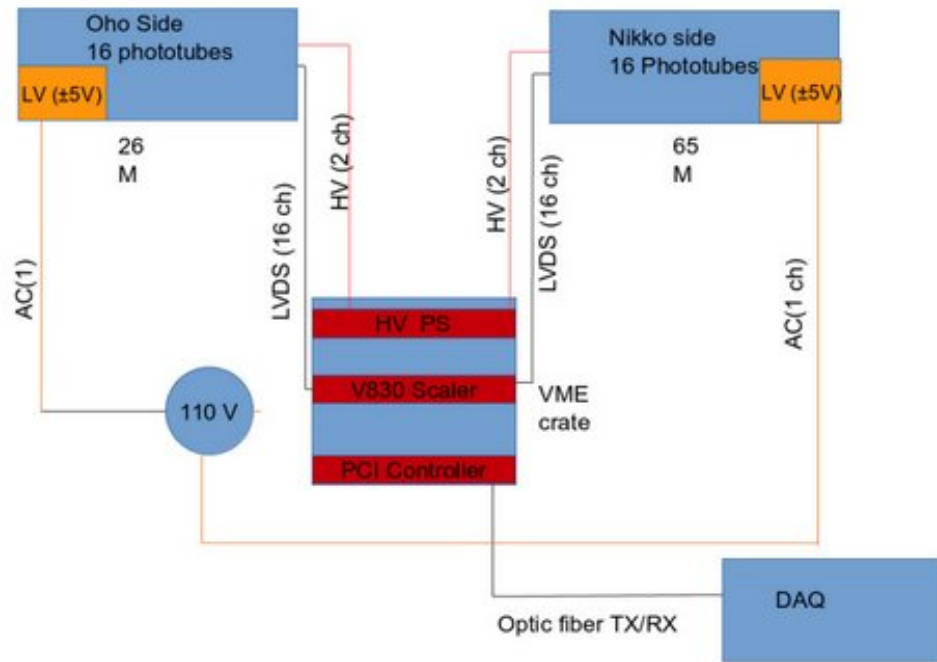 Oho Side
16 phototubes
LV (±5V)
26
M
Nikko side
16 Phototubes
LV (±5V)
65
M
HV (2 ch)
LVDS (16 ch)
HV (2 ch)
LVDS (16 ch)
AC(1)
AC(1 ch)
110 V
HV PS
V830 Scaler
PCI Controller
VME
crate
Optic fiber TX/RX
DAQ